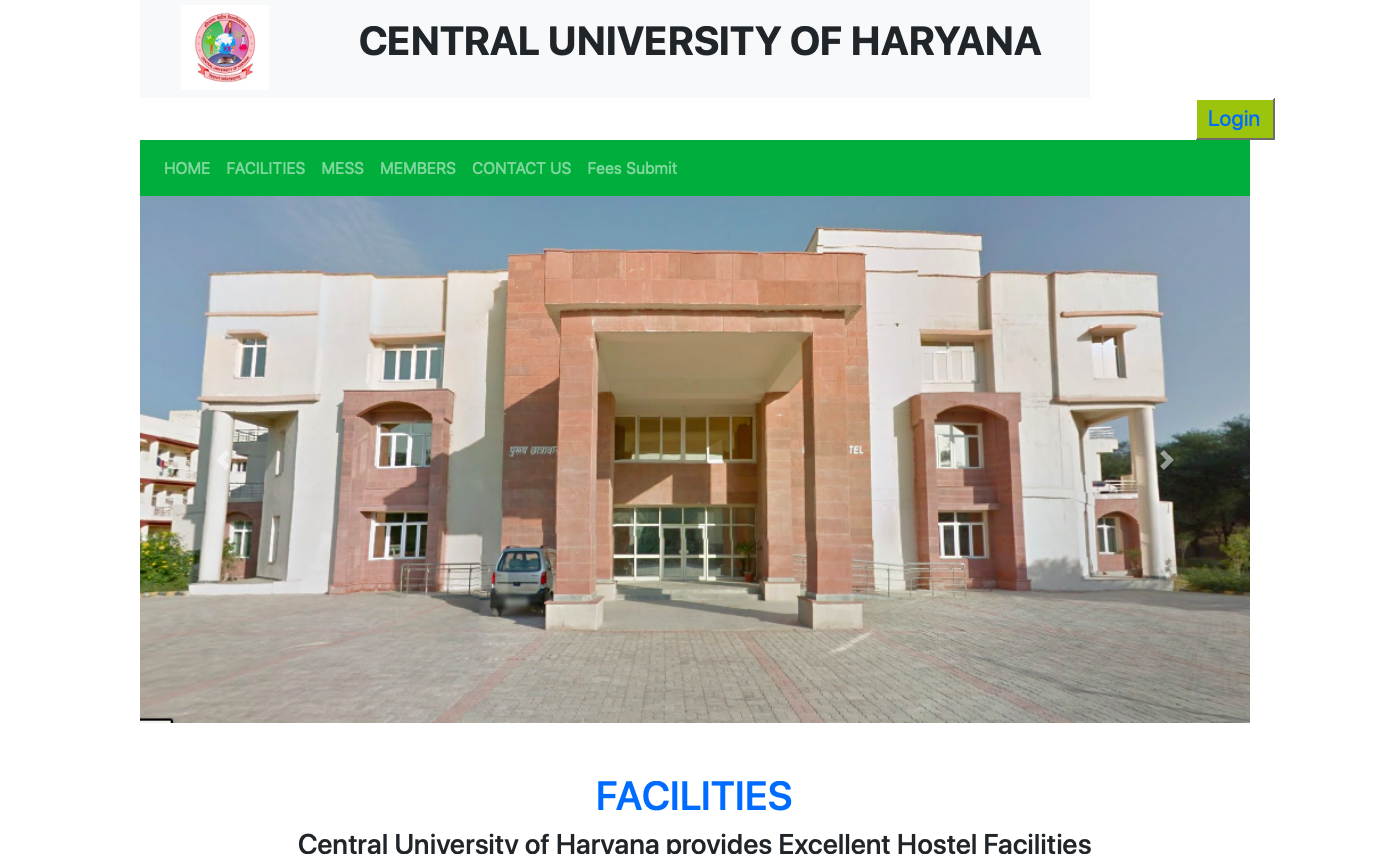 CENTRAL UNIVERSITY OF HARYANA
Login
HOME FACILITIES MESS MEMBERS CONTACT US Fees Submit
पुरूष
TEL
FACILITIES
Central University of Haryana provides Excellent Hostel Facilities